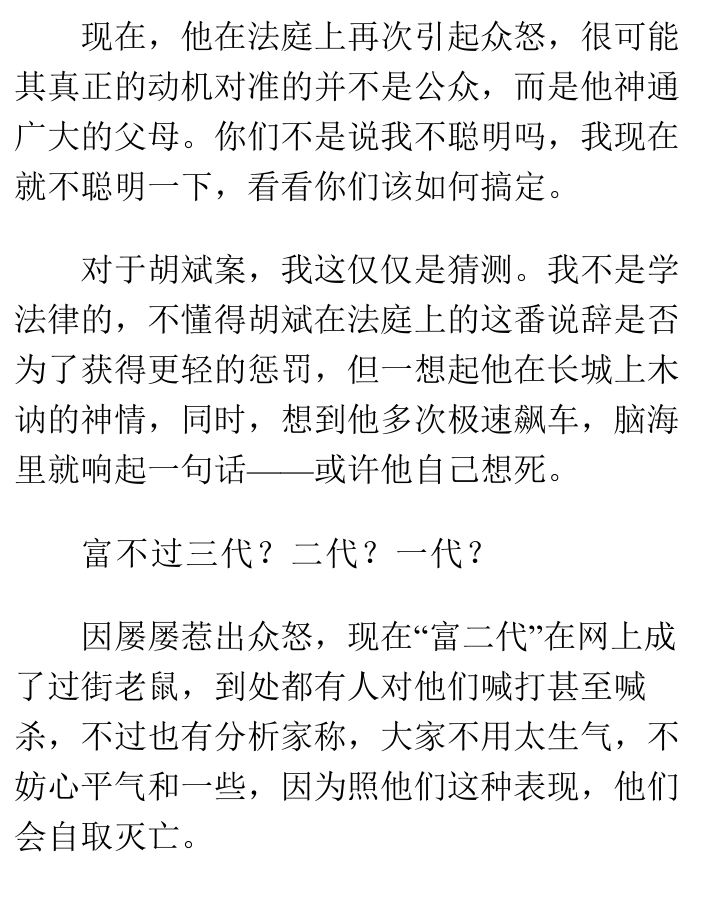 现在，他在法庭上再次引起众怒，很可能
其真正的动机对准的并不是公众，而是他神通
广大的父母。你们不是说我不聪明吗，我现在
就不聪明一下，看看你们该如何搞定。
对于胡斌案，我这仅仅是猜测。我不是学
法律的，不懂得胡斌在法庭上的这番说辞是否
为了获得更轻的惩罚，但一想起他在长城上木
讷的神情，同时，想到他多次极速飙车，脑海
里就响起一句话——或许他自己想死。
富不过三代？二代？一代？
因屡屡惹出众怒，现在“富二代”在网上成
了过街老鼠，到处都有人对他们喊打甚至喊
杀，不过也有分析家称，大家不用太生气，不
妨心平气和一些，因为照他们这种表现，他们
会自取灭亡。